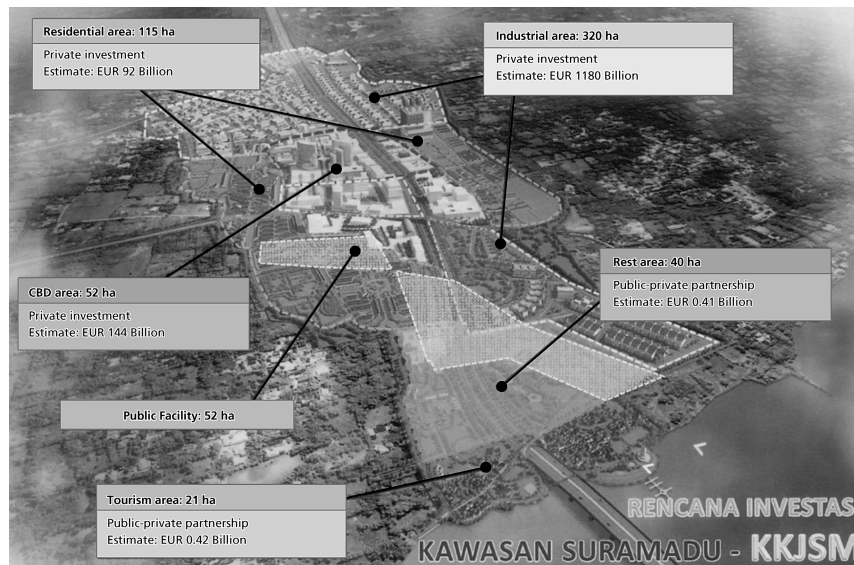 Residential area: 115 ha
Private investment
Estimate: EUR 92 Billion
Industrial area: 320 ha
Private investment
Estimate: EUR 1180 Billion
Rest area: 40 ha
Public-private partnership
Estimate: EUR 0.41 Billion
CBD area: 52 ha
Private investment
Estimate: EUR 144 Billion
Public Facility: 52 ha
Tourism area: 21 ha
Public-private partnership
Estimate: EUR 0.42 Billion
RENCANA INVESTAS
KAWASAN SURAMADU - KKJSM